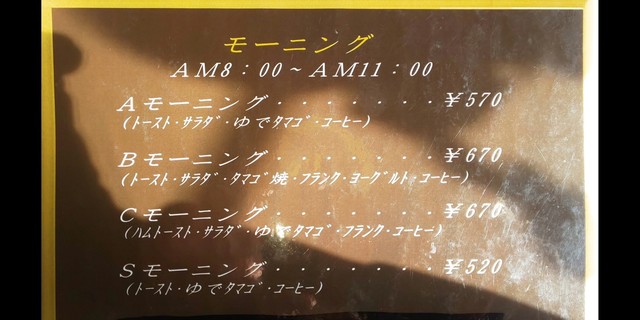 モーニング
AM8：00～AM11：00
Aモーニング・・・・・・・￥570
(ﾄｰｽﾄ・ｻﾗﾀﾞ・ゆでﾀﾏｺﾞ・ｺｰﾋｰ)
Bモーニング・・・・・・・￥670
(ﾄｰｽﾄ・ｻﾗﾀﾞ・ﾀﾏｺﾞ焼・ﾌﾗﾝｸ・ﾖｰｸﾞﾙﾄ・ｺｰﾋｰ)
Cモーニング・・・・・・・￥670
(ﾊﾑﾄｰｽﾄ・ｻﾗﾀﾞ・ゆでﾀﾏｺﾞ・ﾌﾗﾝｸ・ｺｰﾋｰ)
Sモーニング・・・・・・・￥520
(ﾄｰｽﾄ・ゆでﾀﾏｺﾞ・ｺｰﾋｰ)